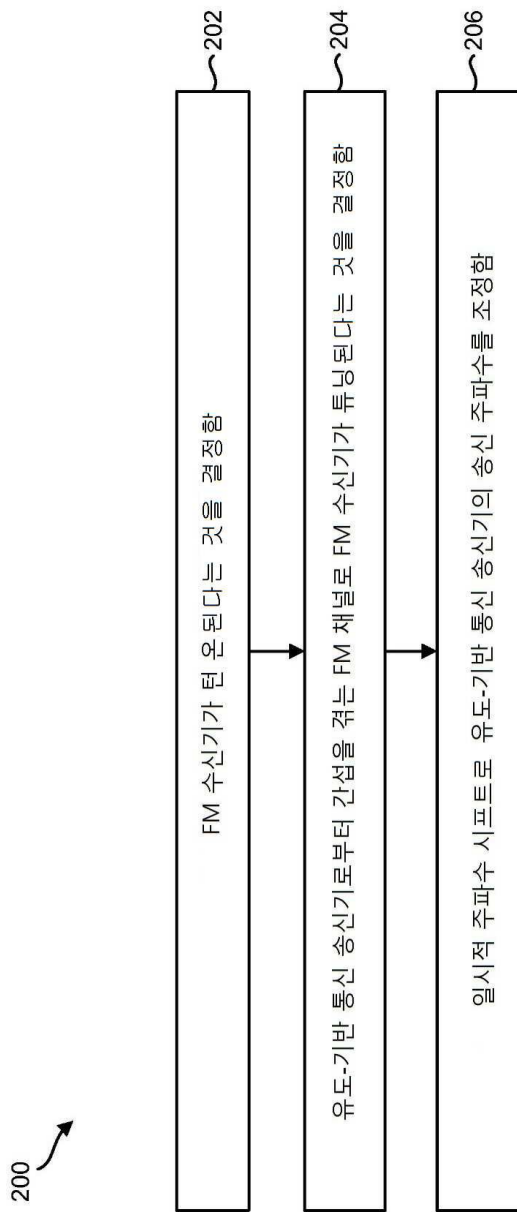 200
FM 수신기가 턴 온된다는 것을 결정함
202
유도-기반 통신 송신기로부터 간섭을 겪는 FM 채널로 FM 수신기가 튜닝된다는 것을 결정함
204
일시적 주파수 시프트로 유도-기반 통신 송신기의 송신 주파수를 조정함
206